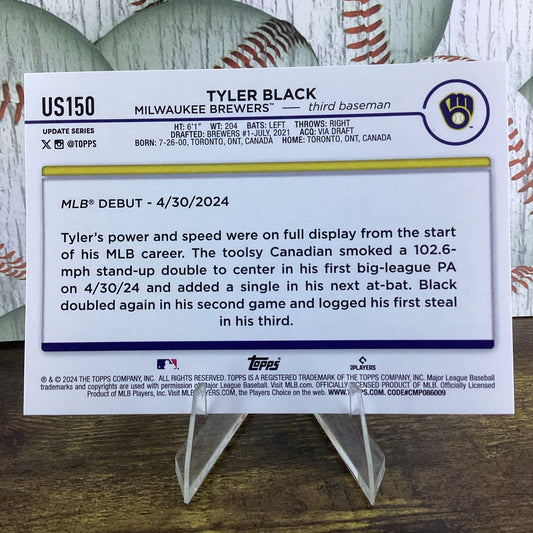 US150
TYLER BLACK
MILWAUKEE BREWERS™ — third baseman
UPDATE SERIES
@TOPPS
HT: 6'1" WT: 204 BATS: LEFT THROWS: RIGHT
DRAFTED: BREWERS #1-JULY, 2021 ACQ: VIA DRAFT
BORN: 7-26-00, TORONTO, ONT, CANADA HOME: TORONTO, ONT, CANADA
MLB® DEBUT - 4/30/2024
Tyler's power and speed were on full display from the start
of his MLB career. The toolsy Canadian smoked a 102.6-
mph stand-up double to center in his first big-league PA
on 4/30/24 and added a single in his next at-bat. Black
doubled again in his second game and logged his first steal
in his third.
Topps
PLAYERS
® & © 2024 THE TOPPS COMPANY, INC. ALL RIGHTS RESERVED. TOPPS IS A REGISTERED TRADEMARK OF THE TOPPS COMPANY, INC. Major League Baseball
trademarks and copyrights are used with permission of Major League Baseball. Visit MLB.com. OFFICIALLY LICENSED PRODUCT OF MLB. Officially Licensed
Product of MLB Players, Inc. Visit MLBPLAYERS.com, the Players Choice on the web. WWW.TOPPS.COM. CODE#CMP086009